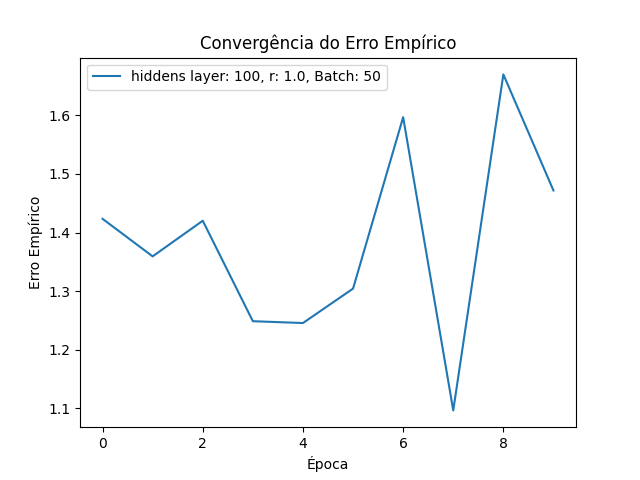 Convergência do Erro Empírico
hiddens layer: 100, r: 1.0, Batch: 50
Erro Empírico
1.6
1.5
1.4
1.3
1.2
1.1
0 2 4 6 8
Época